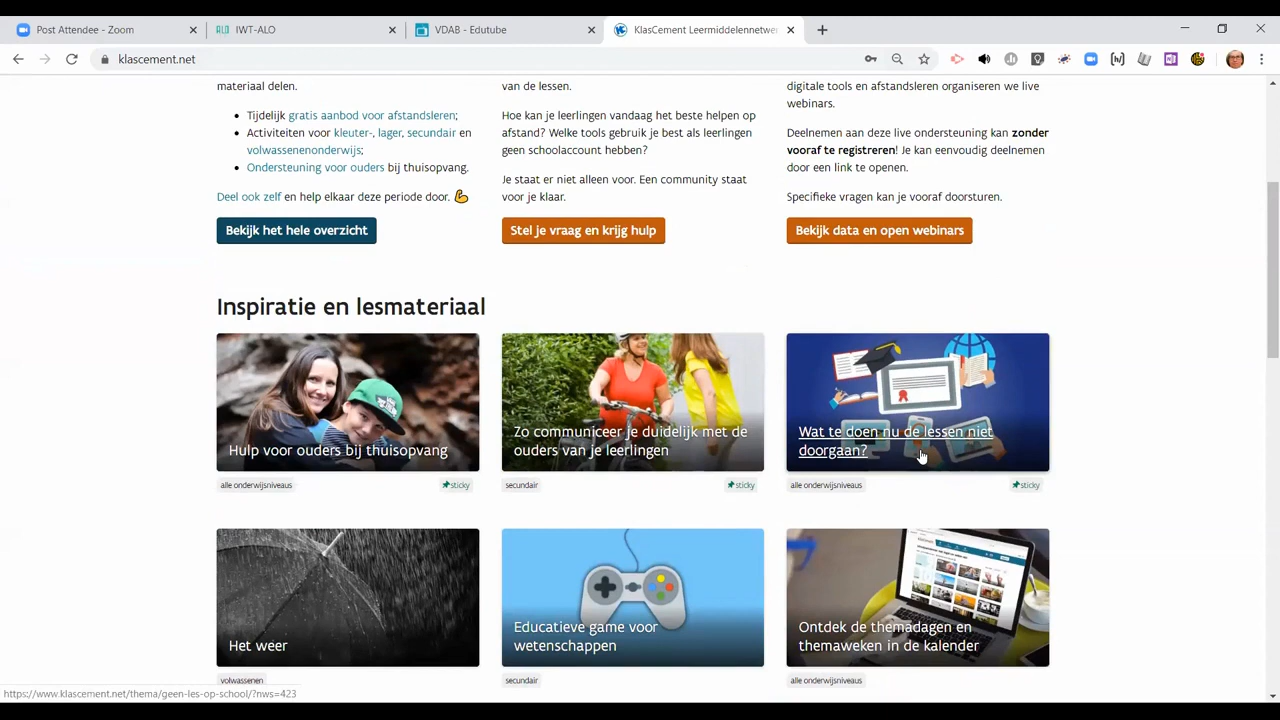 Post Attendee - Zoom
IWT-ALO
VDAB - Edutube
KlasCement Leermiddelennetwer
klascement.net
materiaal delen.
• Tijdelijk gratis aanbod voor afstandsleren;
• Activiteiten voor kleuter-, lager, secundair en
volwassenenonderwijs;
• Ondersteuning voor ouders bij thuisopvang.
Deel ook zelf en help elkaar deze periode door. 💪
Bekijk het hele overzicht
van de lessen.
Hoe kan je leerlingen vandaag het beste helpen op
afstand? Welke tools gebruik je best als leerlingen
geen schoolaccount hebben?
Je staat er niet alleen voor. Een community staat
voor je klaar.
Stel je vraag en krijg hulp
digitale tools en afstandsleren organiseren we live
webinars.
Deelnemen aan deze live ondersteuning kan zonder
vooraf te registreren! Je kan eenvoudig deelnemen
door een link te openen.
Specifieke vragen kan je vooraf doorsturen.
Bekijk data en open webinars
Inspiratie en lesmateriaal
Hulp voor ouders bij thuisopvang
alle onderwijsniveaus
sticky
Zo communiceer je duidelijk met de
ouders van je leerlingen
secundair
sticky
Wat te doen nu de lessen niet
doorgaan?
alle onderwijsniveaus
sticky
Het weer
volwassenen
Educatieve game voor
wetenschappen
secundair
Ontdek de themadagen en
themaweken in de kalender
alle onderwijsniveaus
https://www.klascement.net/thema/geen-les-op-school/?nws=423